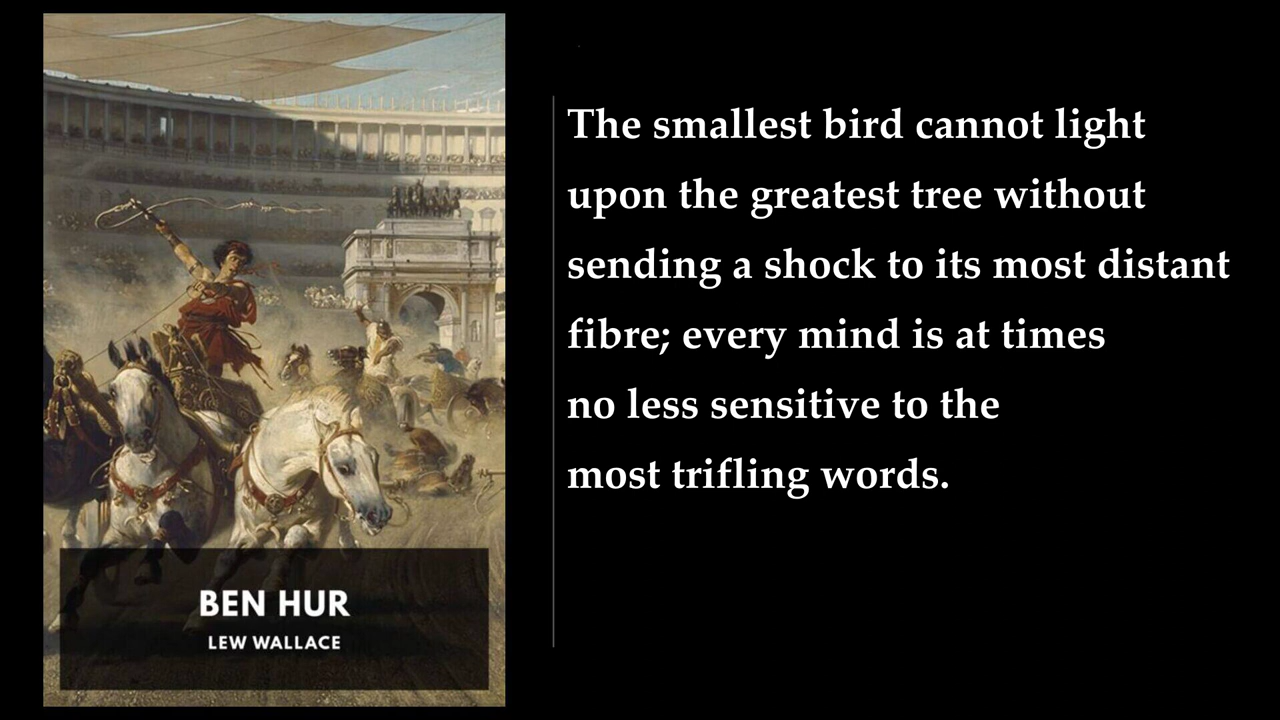 BEN HUR
LEW WALLACE
The smallest bird cannot light
upon the greatest tree without
sending a shock to its most distant
fibre; every mind is at times
no less sensitive to the
most trifling words.